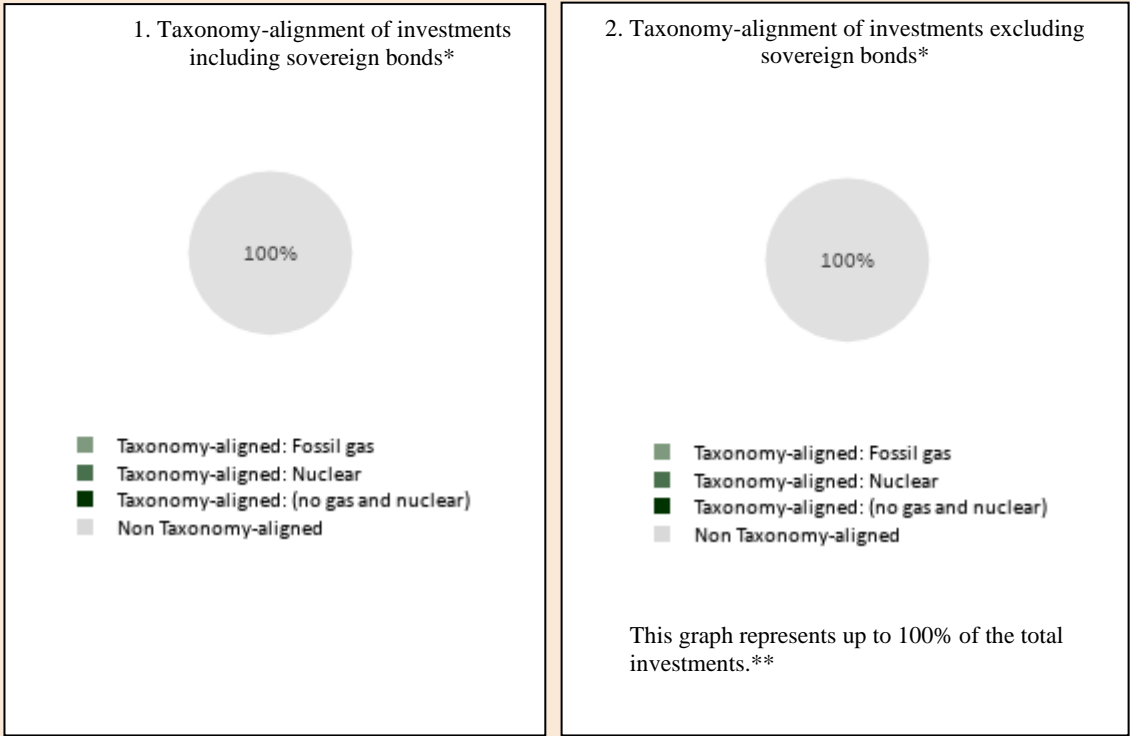 1. Taxonomy-alignment of investments
including sovereign bonds*
100%
Taxonomy-aligned: Fossil gas
Taxonomy-aligned: Nuclear
Taxonomy-aligned: (no gas and nuclear)
Non Taxonomy-aligned
2. Taxonomy-alignment of investments excluding
sovereign bonds*
100%
Taxonomy-aligned: Fossil gas
Taxonomy-aligned: Nuclear
Taxonomy-aligned: (no gas and nuclear)
Non Taxonomy-aligned
This graph represents up to 100% of the total
investments.**